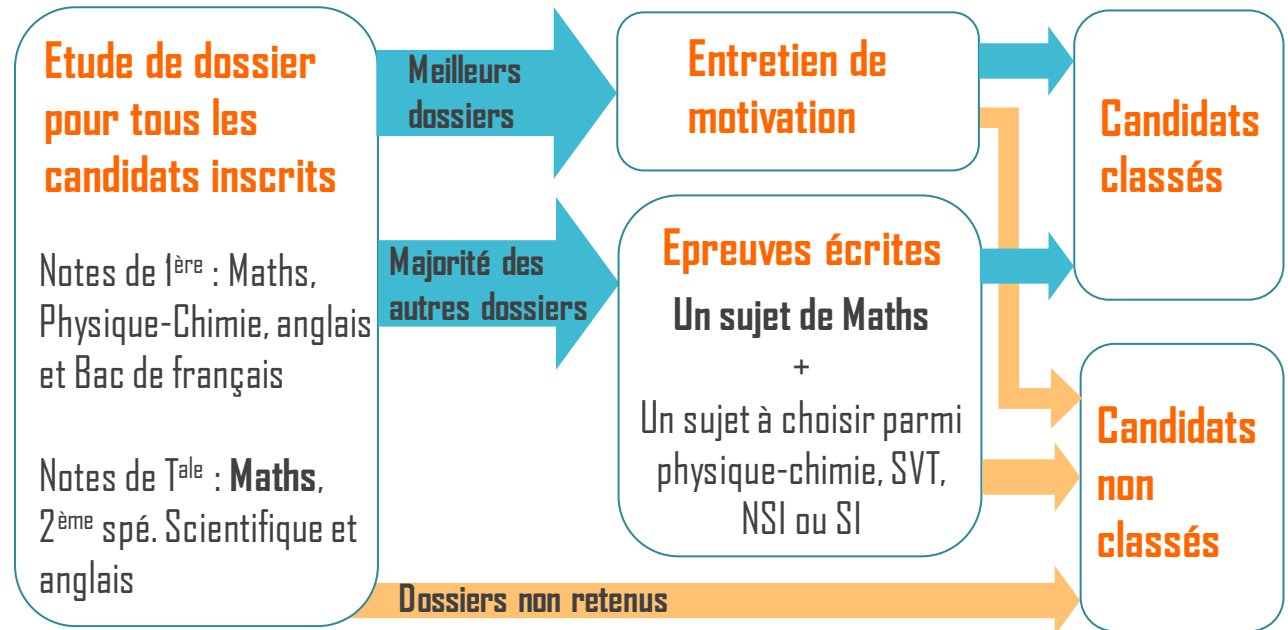 Etude de dossier
pour tous les
candidats inscrits
Notes de 1ère : Maths,
Physique-Chimie, anglais
et Bac de français
Notes de Tale : Maths,
2ème spé. Scientifique et
anglais
Meilleurs
dossiers
Majorité des
autres dossiers
Dossiers non retenus
Entretien de
motivation
Epreuves écrites
Un sujet de Maths
+
Un sujet à choisir parmi
physique-chimie, SVT,
NSI ou SI
Candidats
classés
Candidats
non
classés